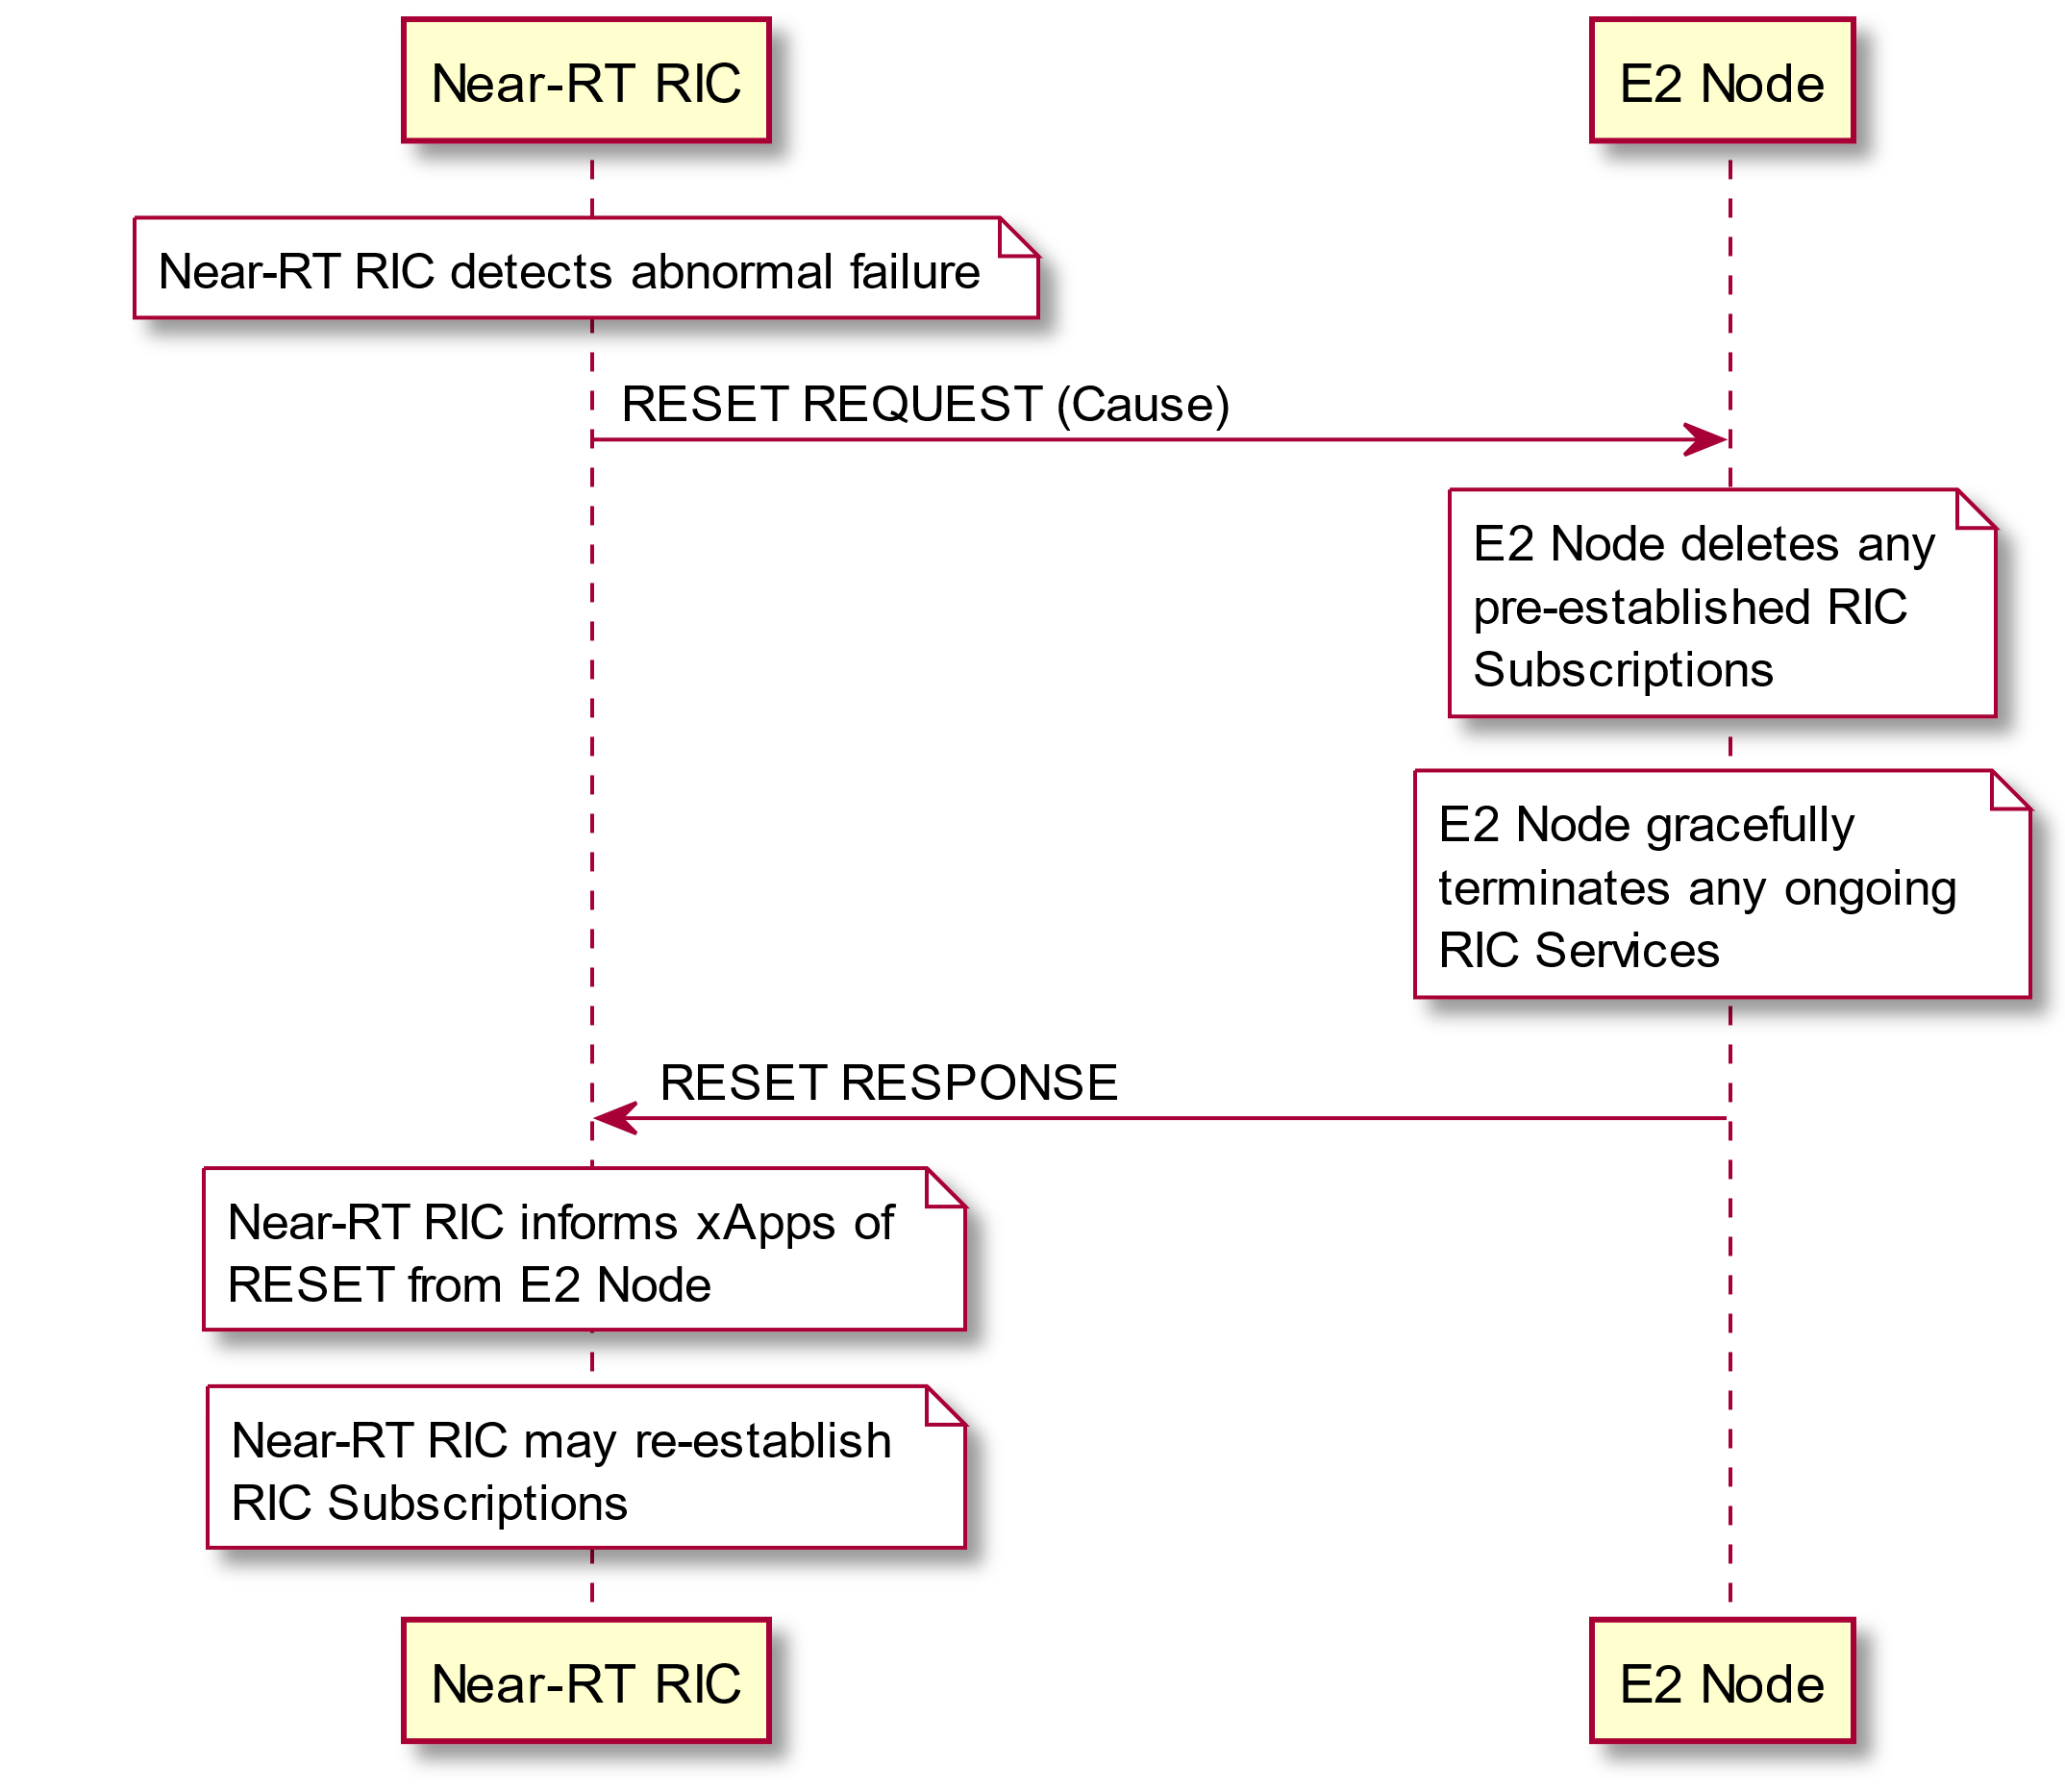 Near-RT RIC
E2 Node
Near-RT RIC detects abnormal failure
RESET REQUEST (Cause)
E2 Node deletes any
pre-established RIC
Subscriptions
E2 Node gracefully
terminates any ongoing
RIC Services
RESET RESPONSE
Near-RT RIC informs xApps of
RESET from E2 Node
Near-RT RIC may re-establish
RIC Subscriptions
Near-RT RIC
E2 Node